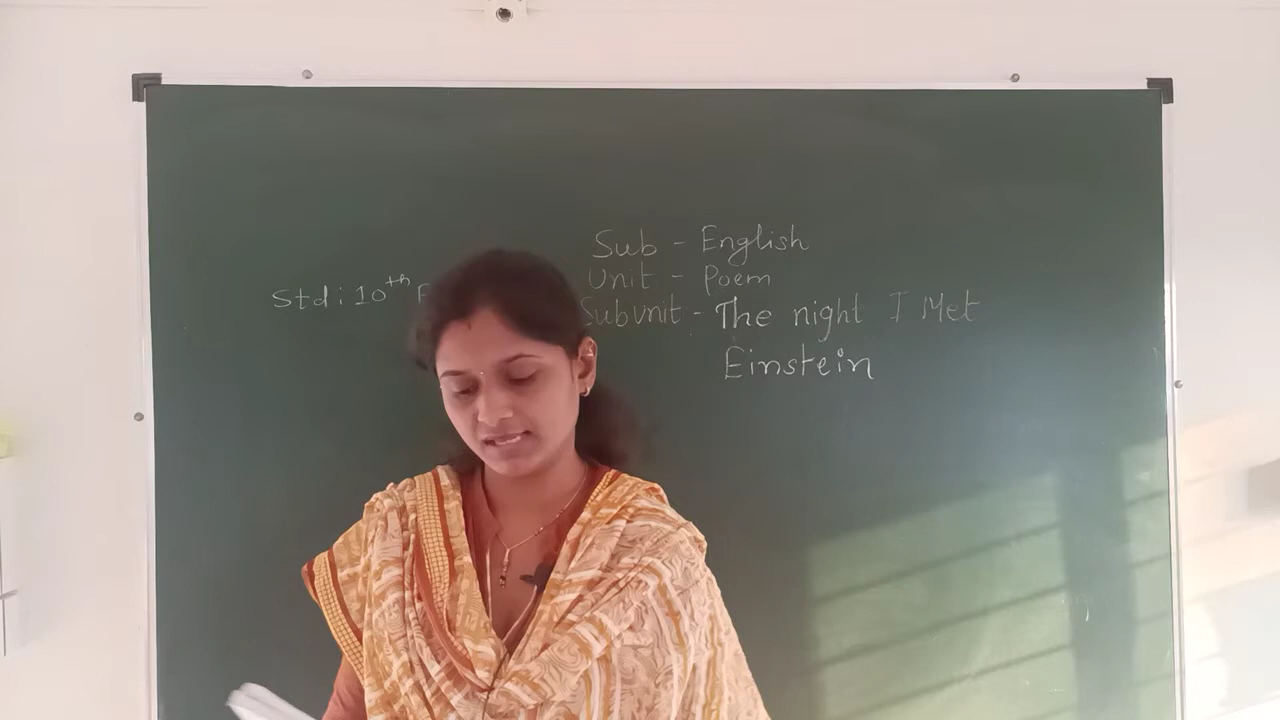 Sub - English
Unit - Poem
Std : 10th
Subunit - The night I Met
Einstein